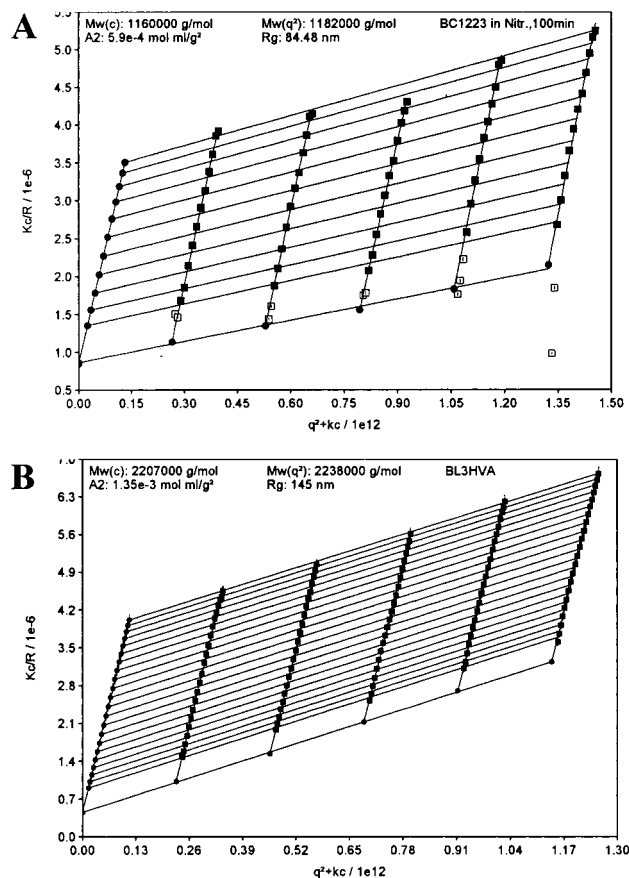 A
Mw(c): 1160000 g/mol Mw(q²): 1182000 g/mol BC1223 in Nitr.,100min
A2: 5.9e-4 mol ml/g² Rg: 84.48 nm
5.5
5.0
4.5
4.0
3.5
3.0
2.5
2.0
1.5
1.0
0.5
Kc/R / 1e-6
0.00 0.15 0.30 0.45 0.60 0.75 0.90 1.05 1.20 1.35 1.50
q²+kc / 1e12
B
Mw(c): 2207000 g/mol Mw(q²): 2238000 g/mol BL3HVA
A2: 1.35e-3 mol ml/g² Rg: 145 nm
7.0
6.3
5.6
4.9
4.2
3.5
2.8
2.1
1.4
0.7
0.0
Kc/R / 1e-6
0.00 0.13 0.26 0.39 0.52 0.65 0.78 0.91 1.04 1.17 1.30
q²+kc / 1e12